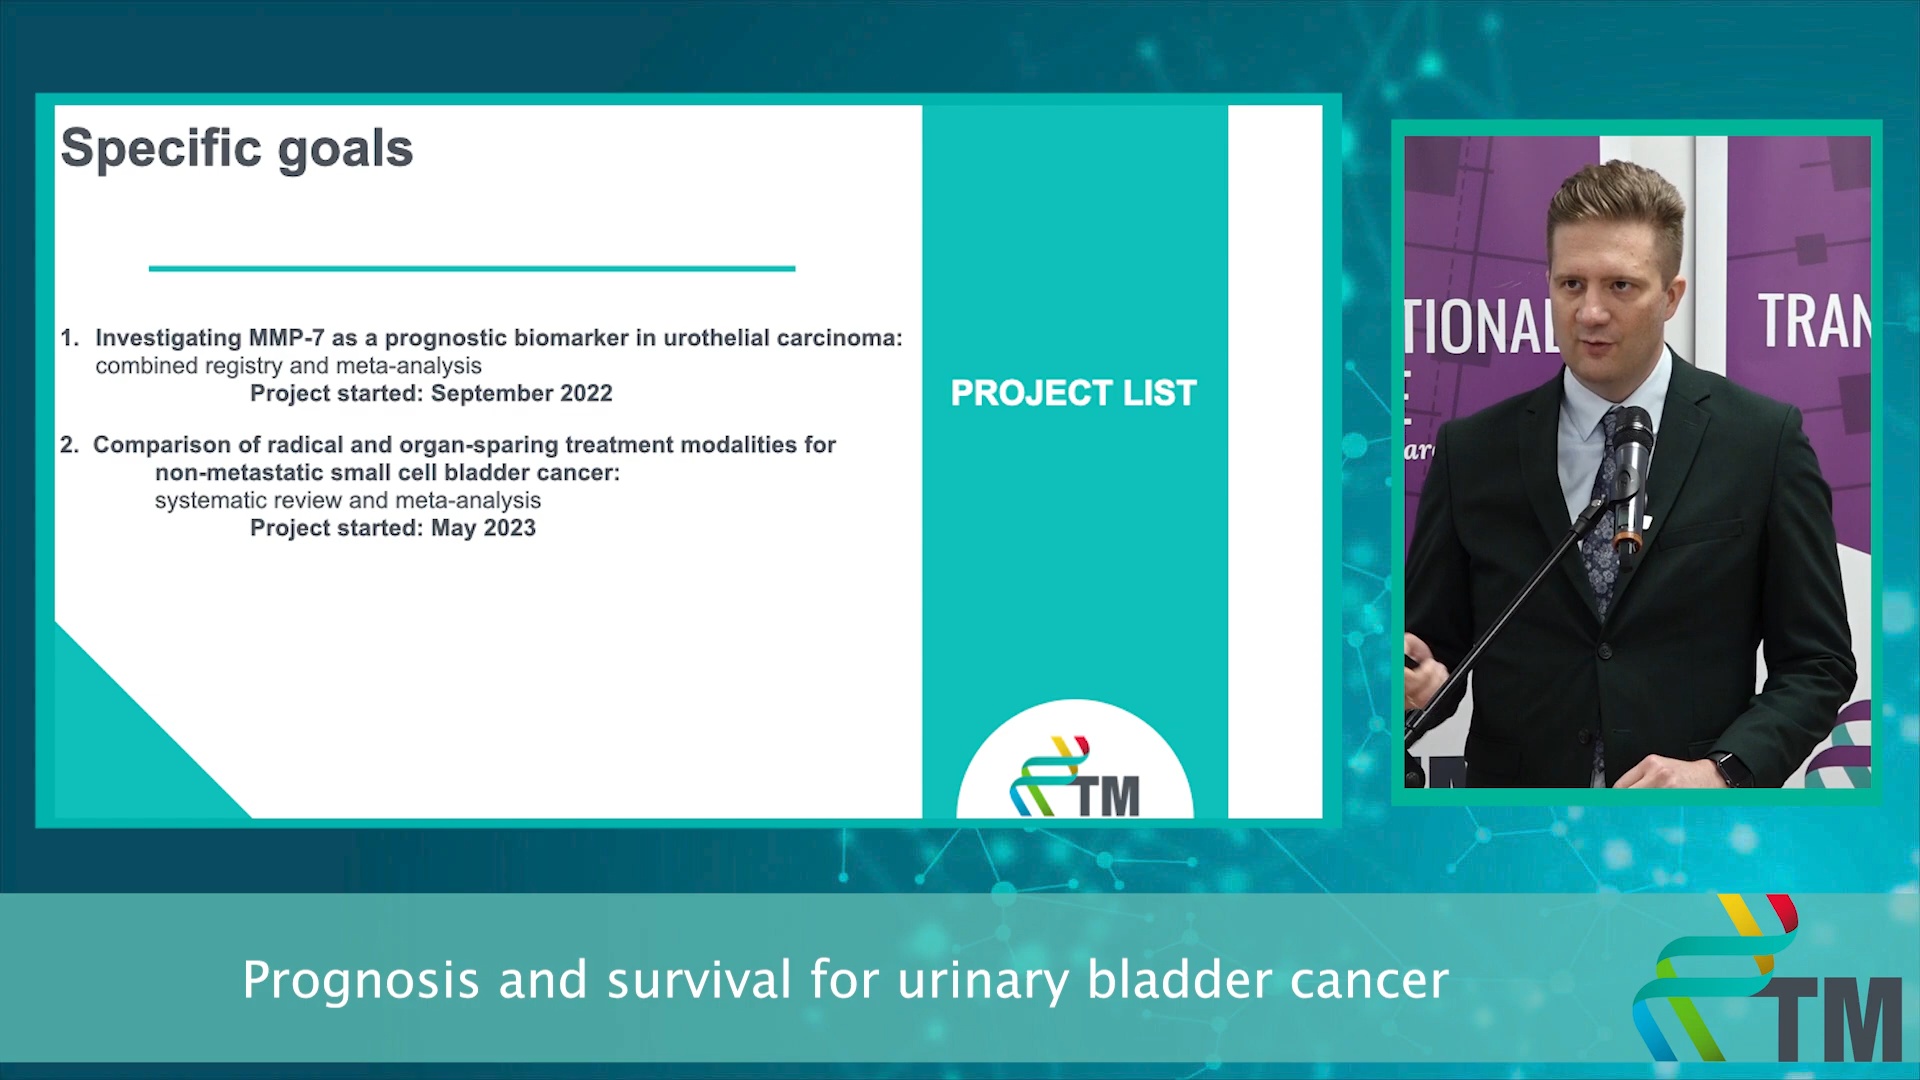 Specific goals
1. Investigating MMP-7 as a prognostic biomarker in urothelial carcinoma:
combined registry and meta-analysis
Project started: September 2022
2. Comparison of radical and organ-sparing treatment modalities for
non-metastatic small cell bladder cancer:
systematic review and meta-analysis
Project started: May 2023
PROJECT LIST
TM
TIONAL
TRAN
Prognosis and survival for urinary bladder cancer
TM